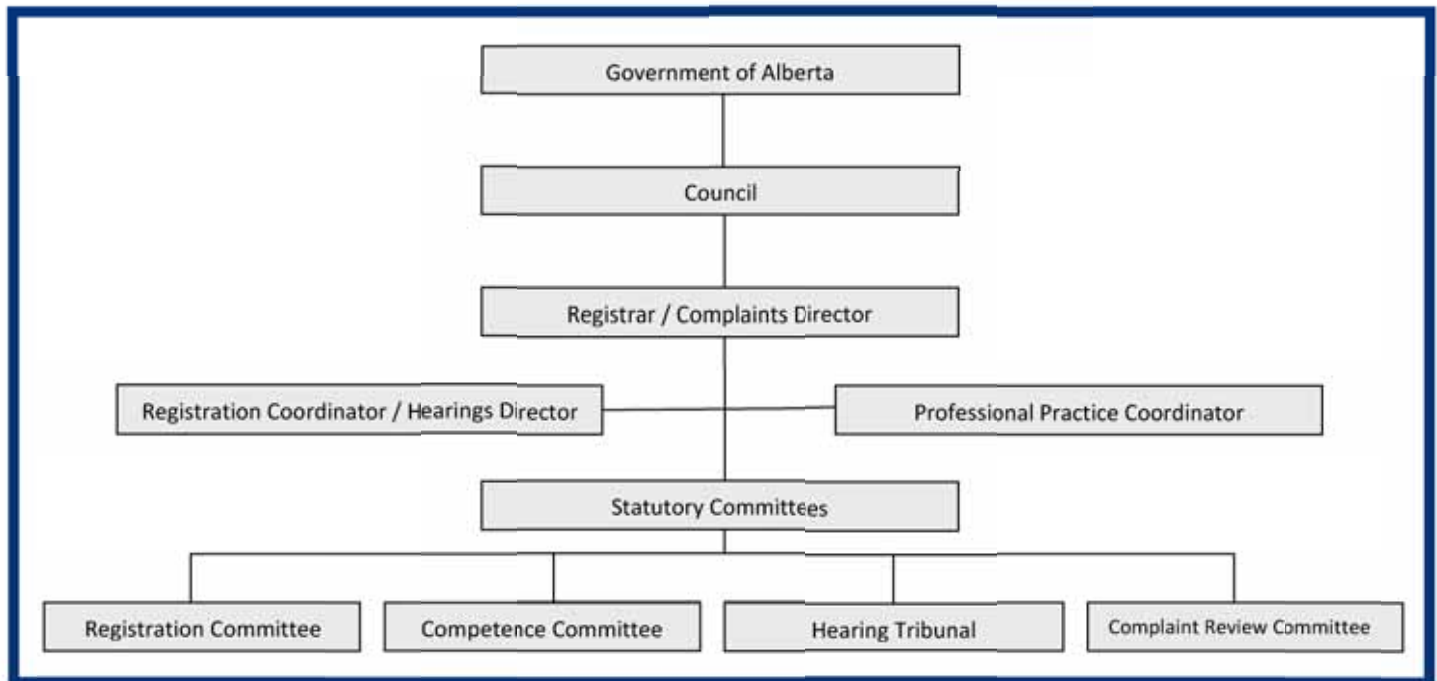 Government of Alberta
Council
Registrar / Complaints Director
Registration Coordinator / Hearings Director
Professional Practice Coordinator
Statutory Committees
Registration Committee
Competence Committee
Hearing Tribunal
Complaint Review Committee